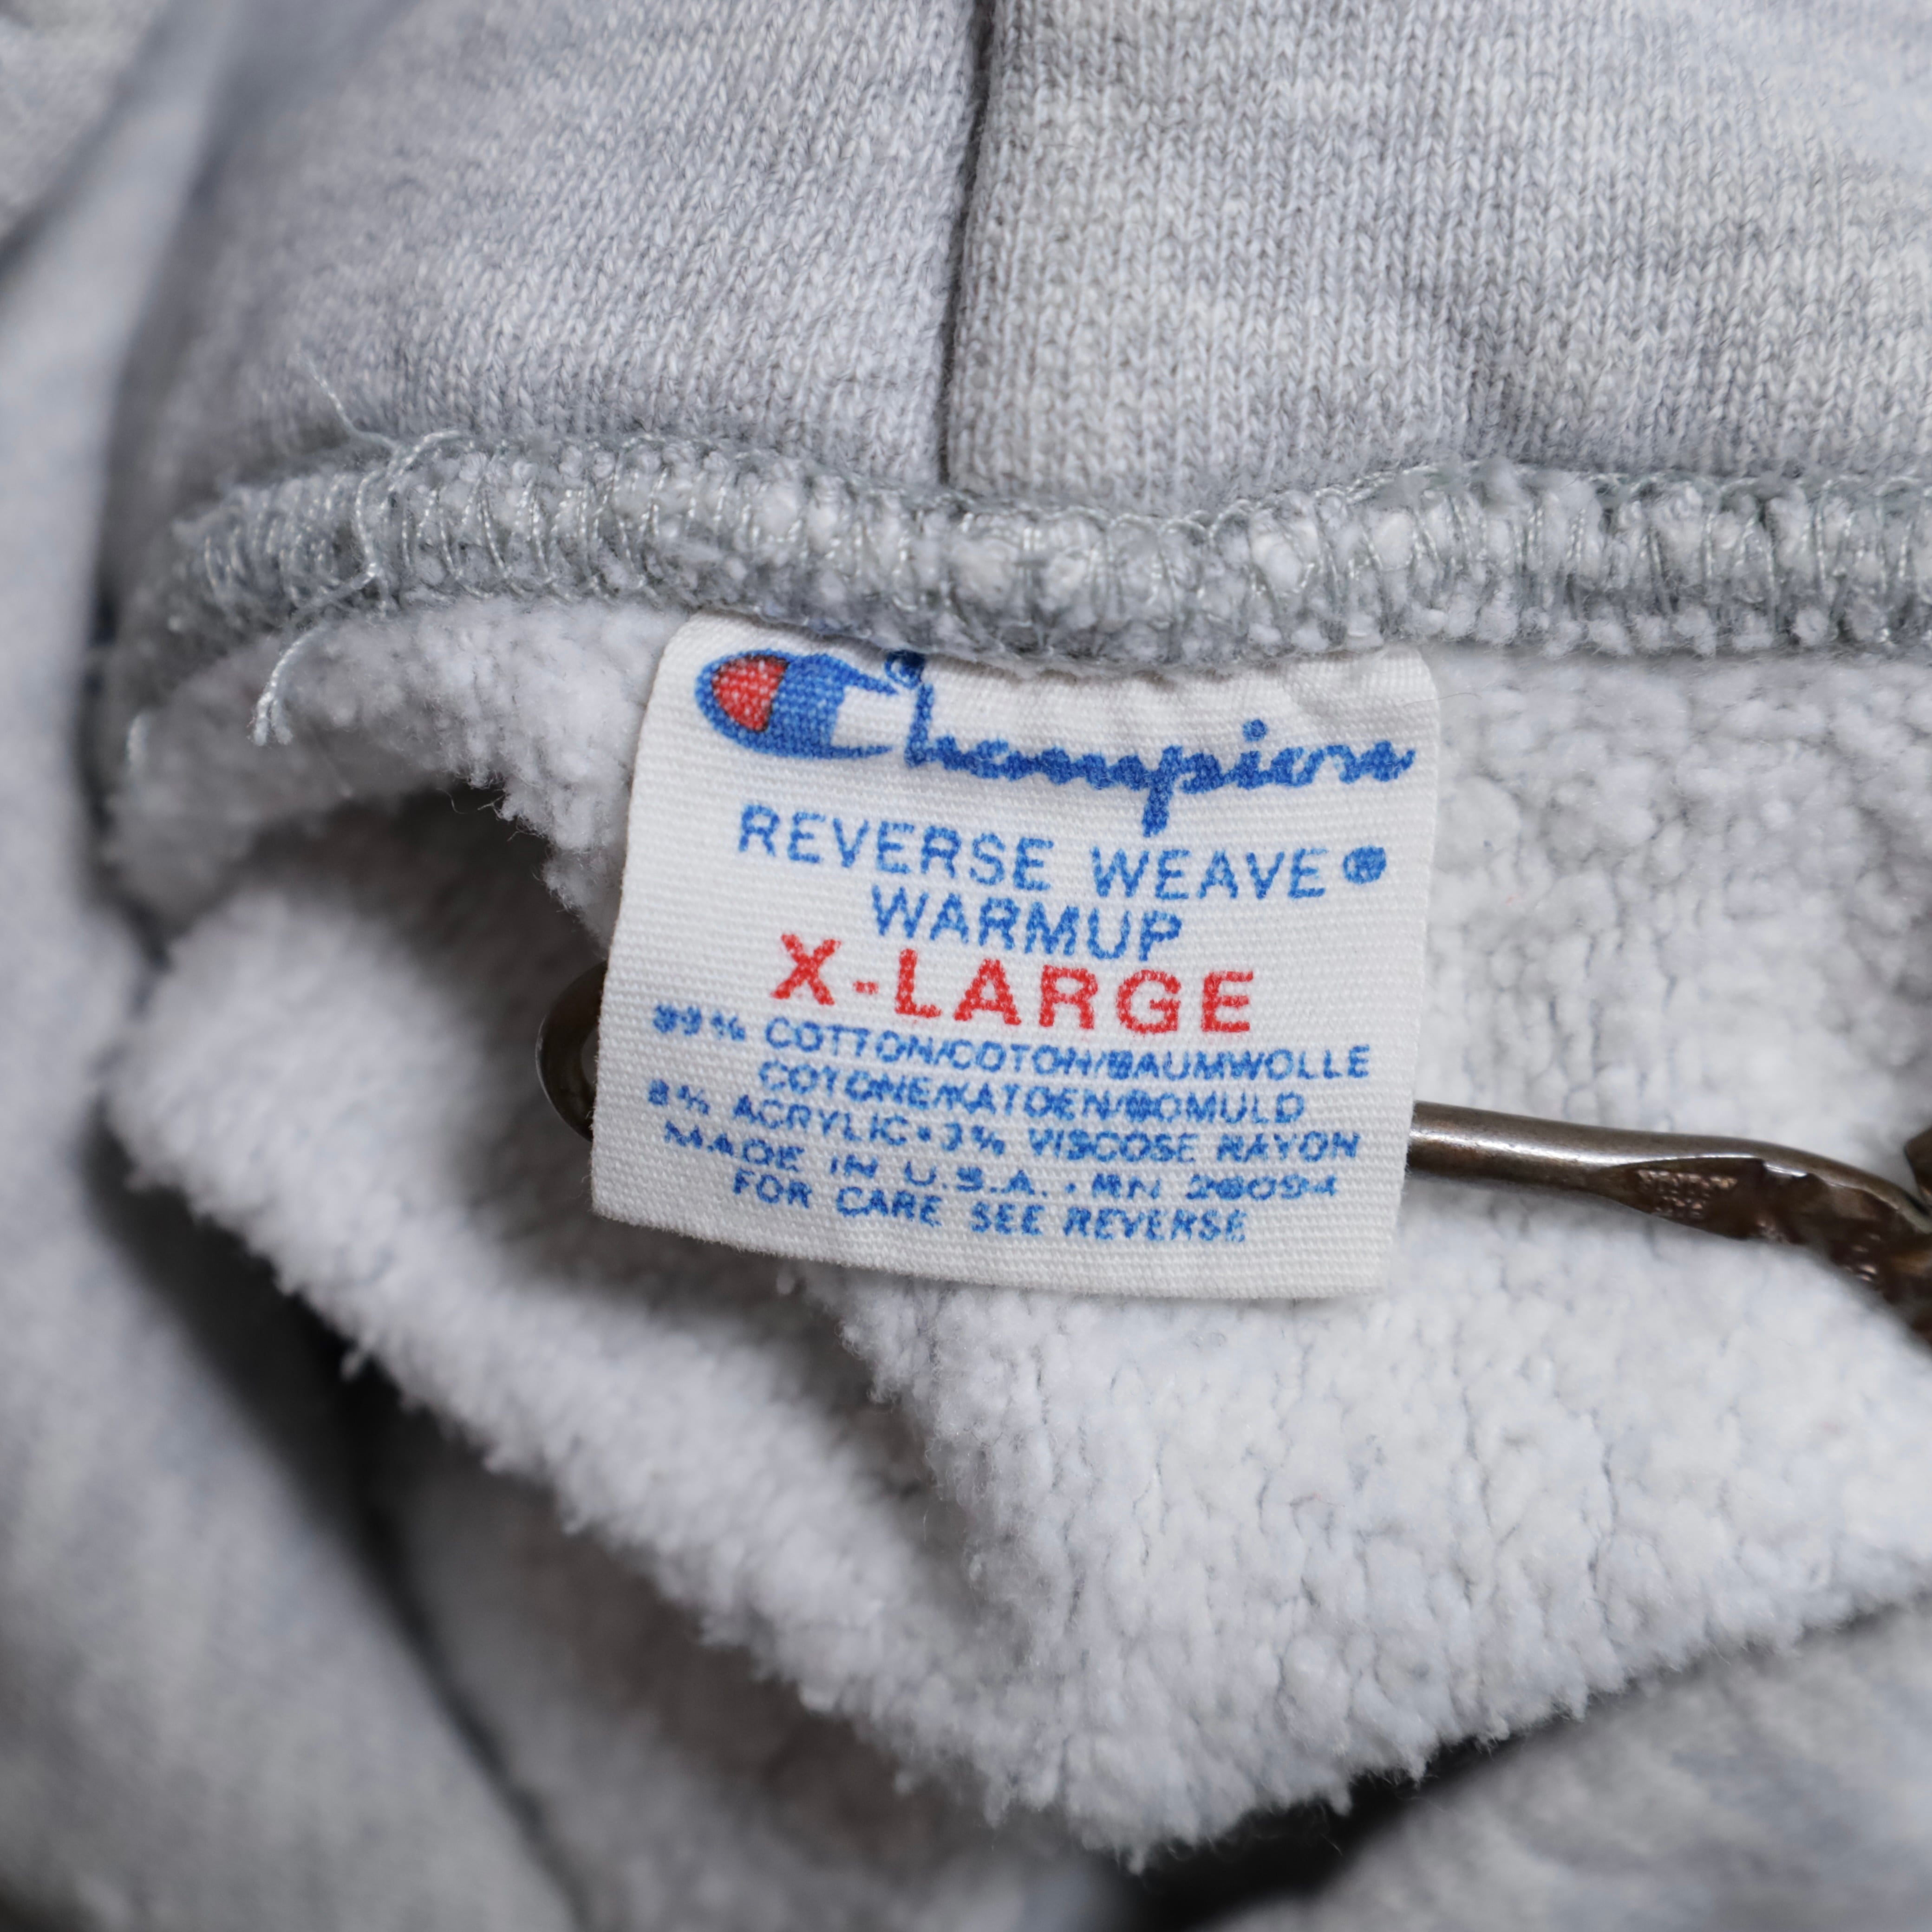 Champion®
REVERSE WEAVE®
WARMUP
X-LARGE
89% COTTON/COTON/BAUMWOLLE
COTONE/KATOEN/BOMULD
8% ACRYLIC • 3% VISCOSE RAYON
MADE IN U.S.A. • RN 26094
FOR CARE SEE REVERSE